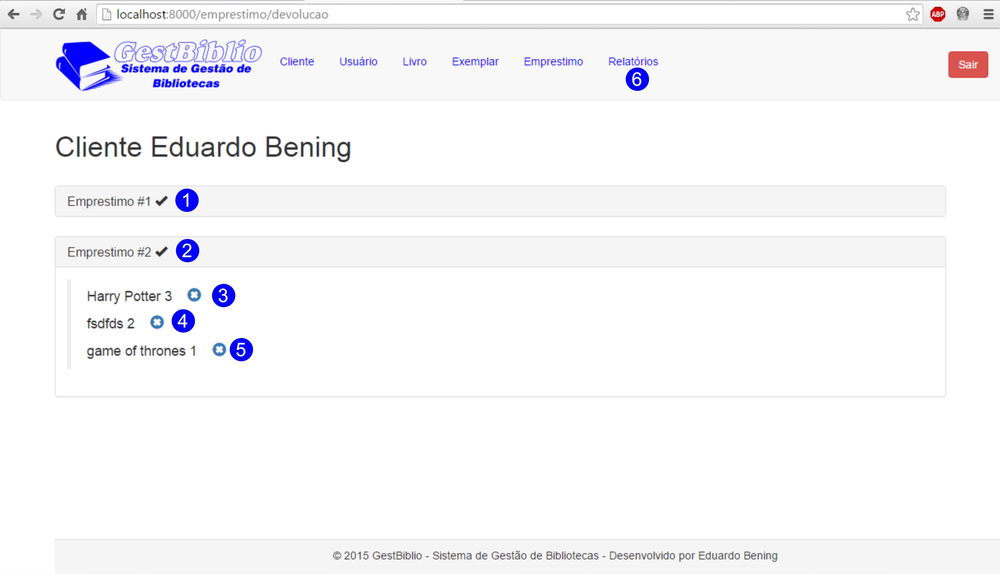 localhost:8000/emprestimo/devolucao
ABP
GestBiblio
Sistema de Gestão de
Bibliotecas
Cliente Usuário Livro Exemplar Emprestimo Relatórios
Sair
6
Cliente Eduardo Bening
Emprestimo #1 ✔ 1
Emprestimo #2 ✔ 2
Harry Potter 3 3
fsdfds 2 4
game of thrones 1 5
© 2015 GestBiblio - Sistema de Gestão de Bibliotecas - Desenvolvido por Eduardo Bening